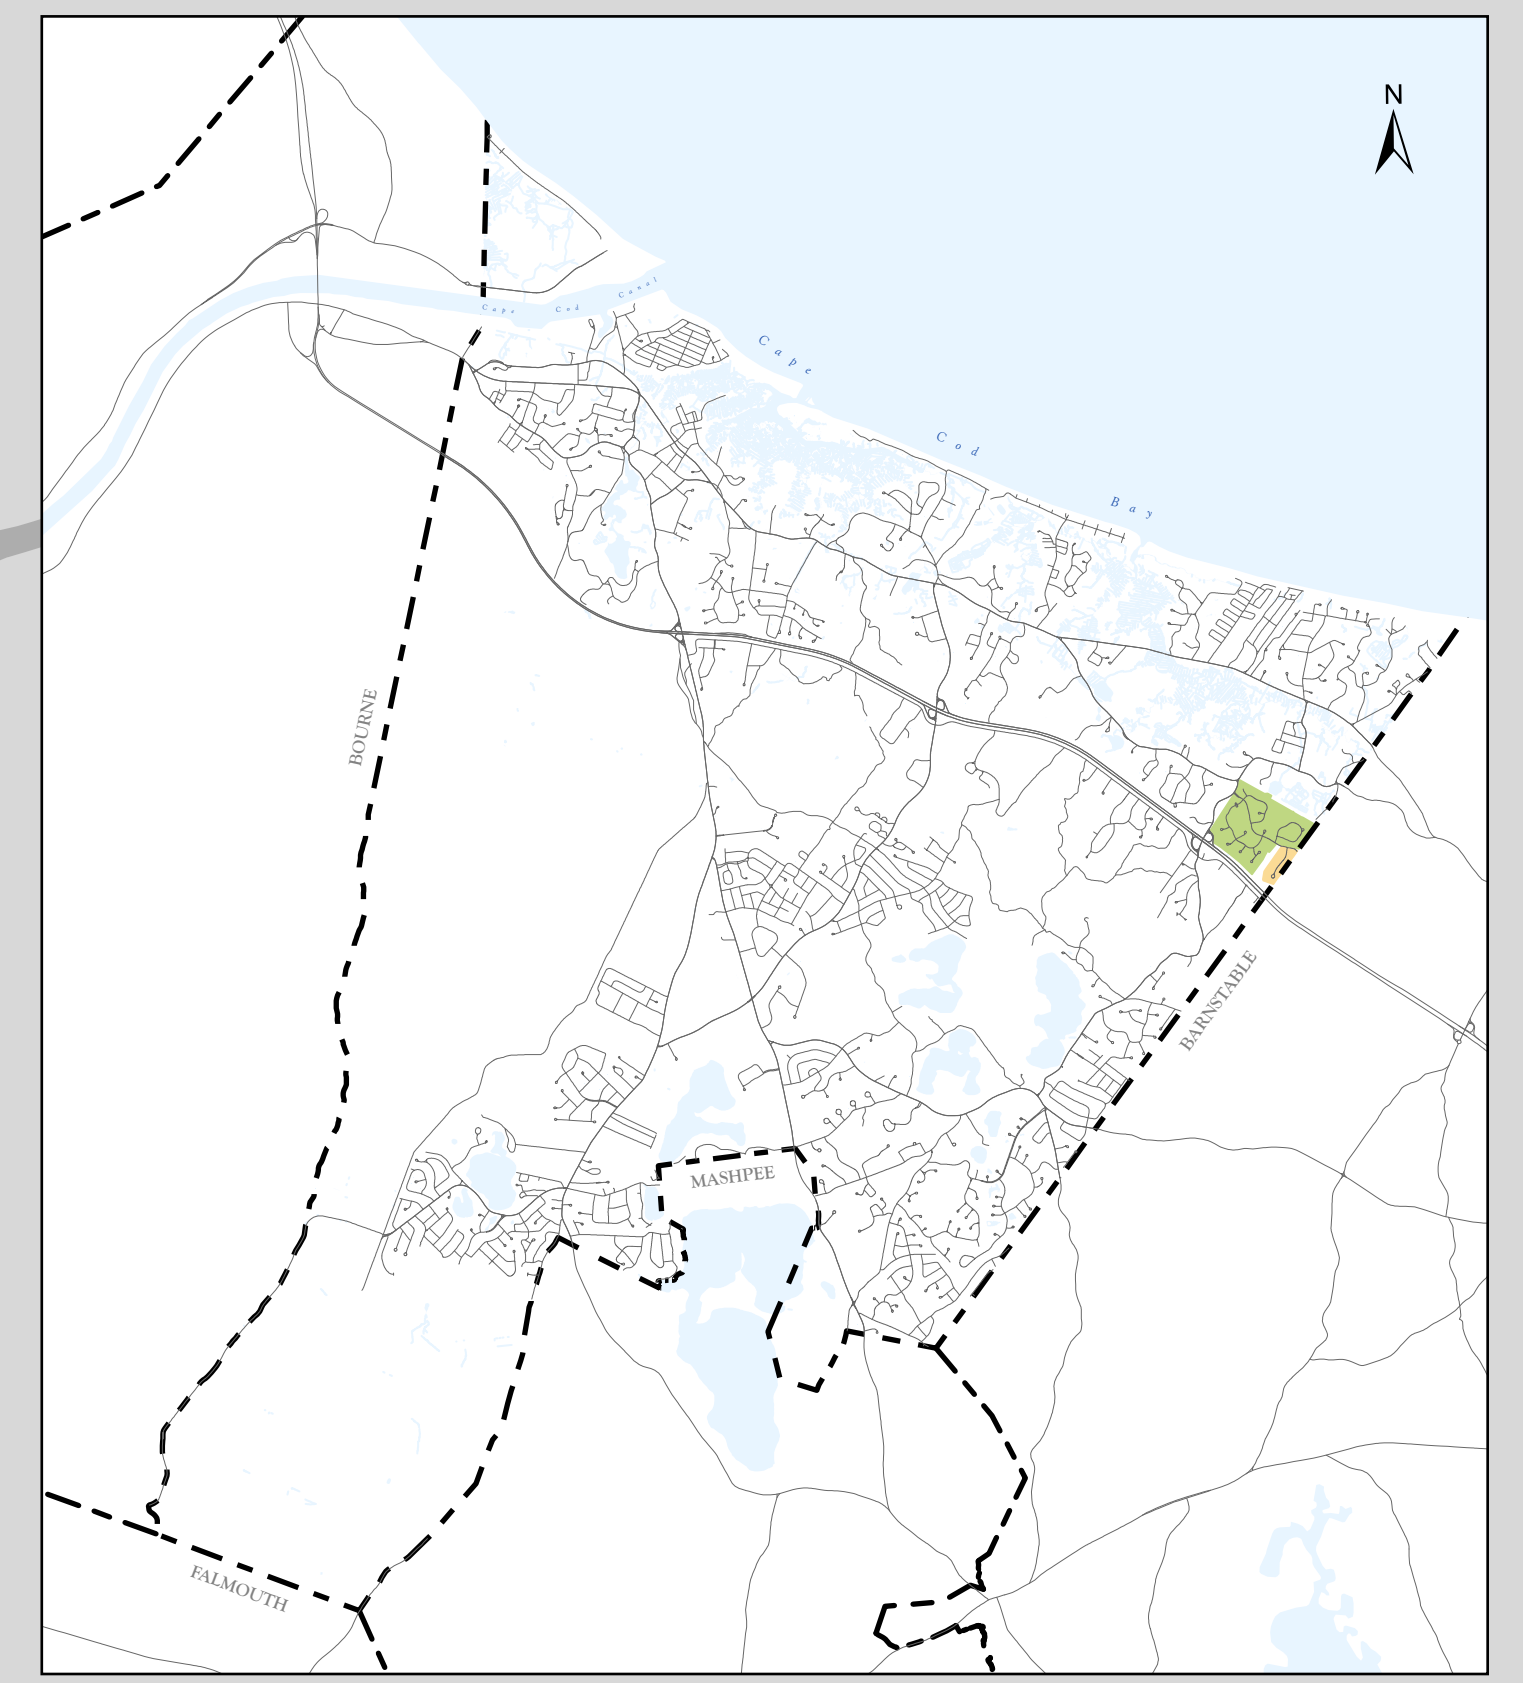 N
Cape Cod Canal
Cape
Cod
Bay
BOURNE
BARNSTABLE
MASHPEE
FALMOUTH